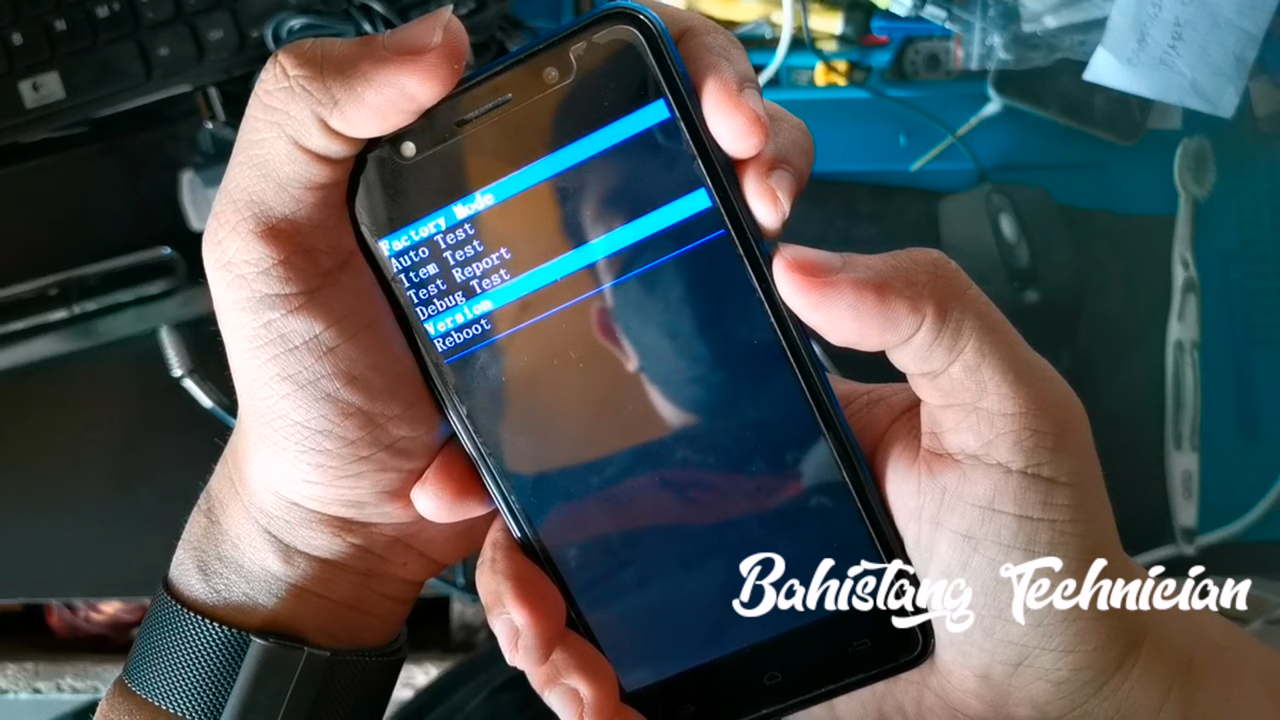 Factory Mode
Auto Test
Item Test
Test Report
Debug Test
Version
Reboot
Bahistang Technician